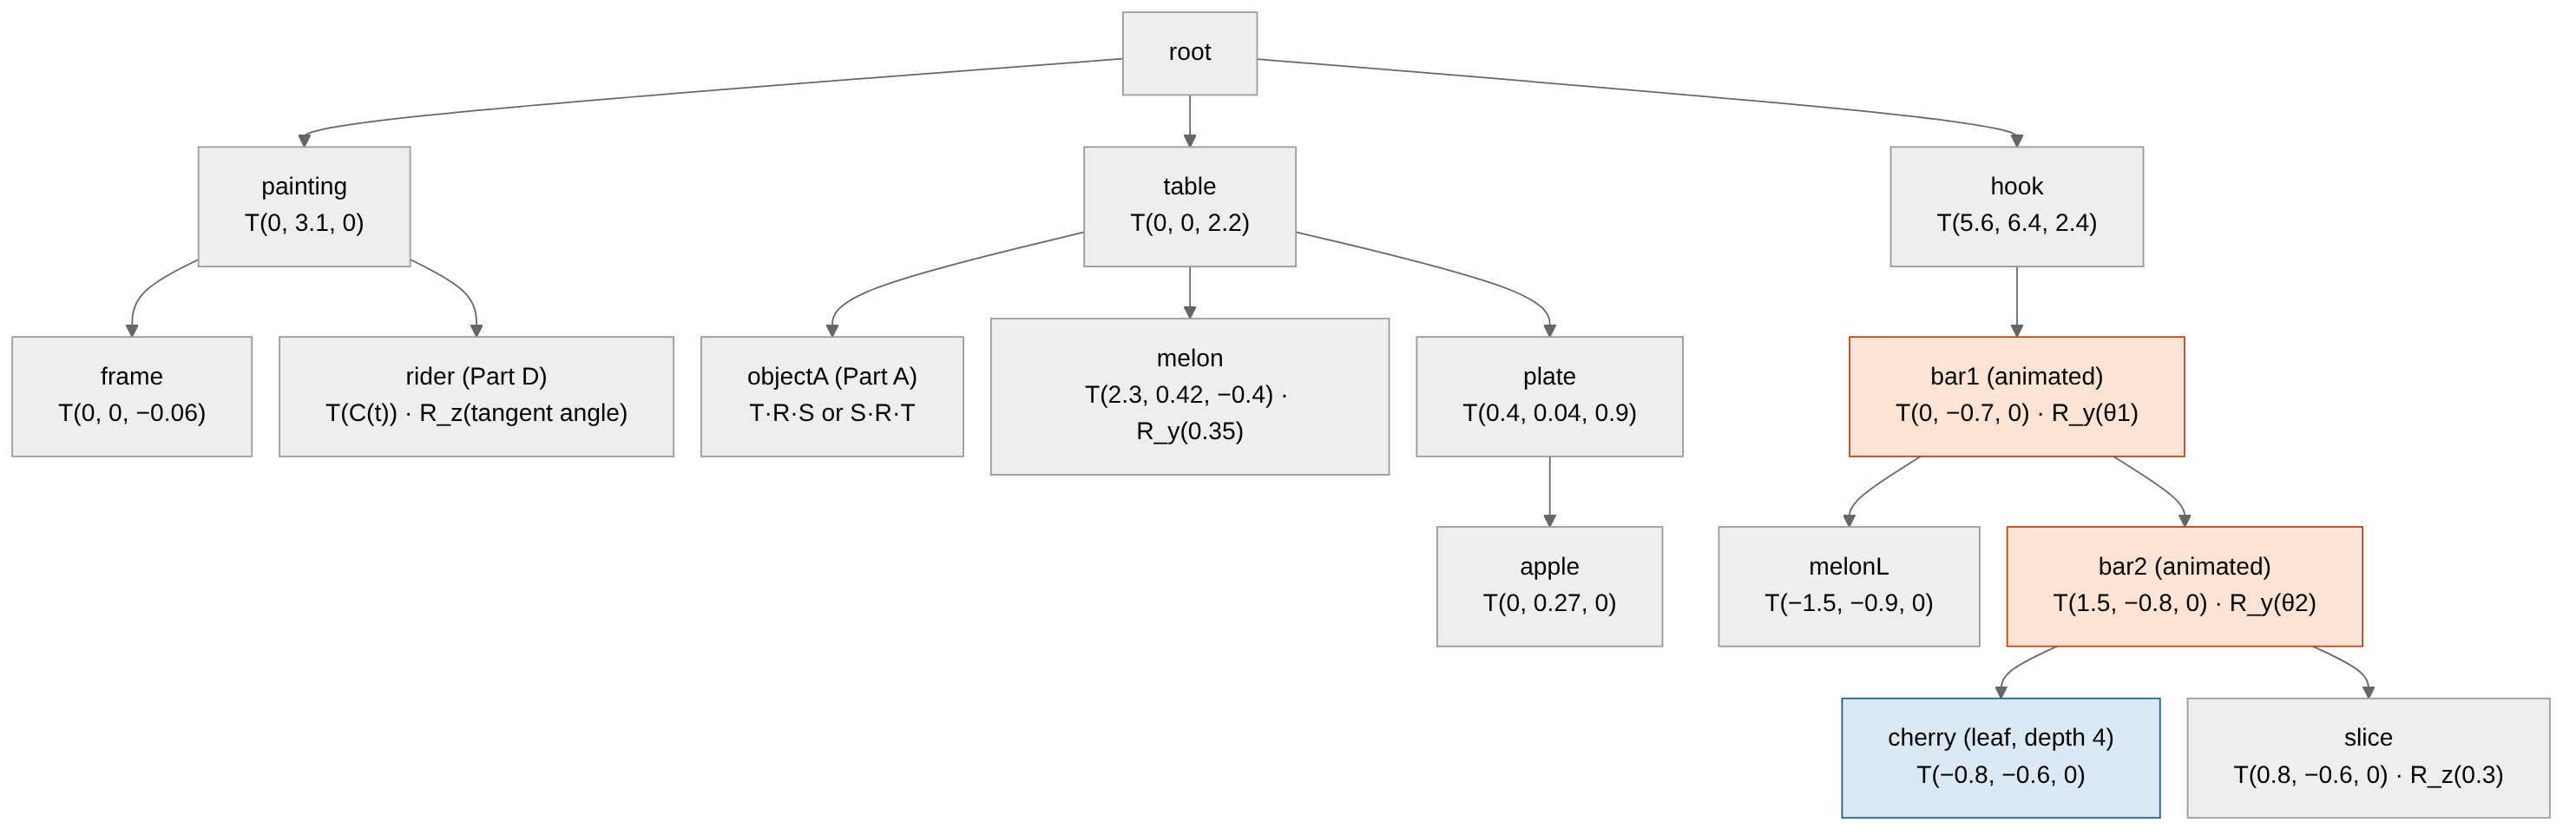 root
painting
T(0, 3.1, 0)
table
T(0, 0, 2.2)
hook
T(5.6, 6.4, 2.4)
frame
T(0, 0, −0.06)
rider (Part D)
T(C(t)) · R_z(tangent angle)
objectA (Part A)
T·R·S or S·R·T
melon
T(2.3, 0.42, −0.4) ·
R_y(0.35)
plate
T(0.4, 0.04, 0.9)
bar1 (animated)
T(0, −0.7, 0) · R_y(θ1)
apple
T(0, 0.27, 0)
melonL
T(−1.5, −0.9, 0)
bar2 (animated)
T(1.5, −0.8, 0) · R_y(θ2)
cherry (leaf, depth 4)
T(−0.8, −0.6, 0)
slice
T(0.8, −0.6, 0) · R_z(0.3)